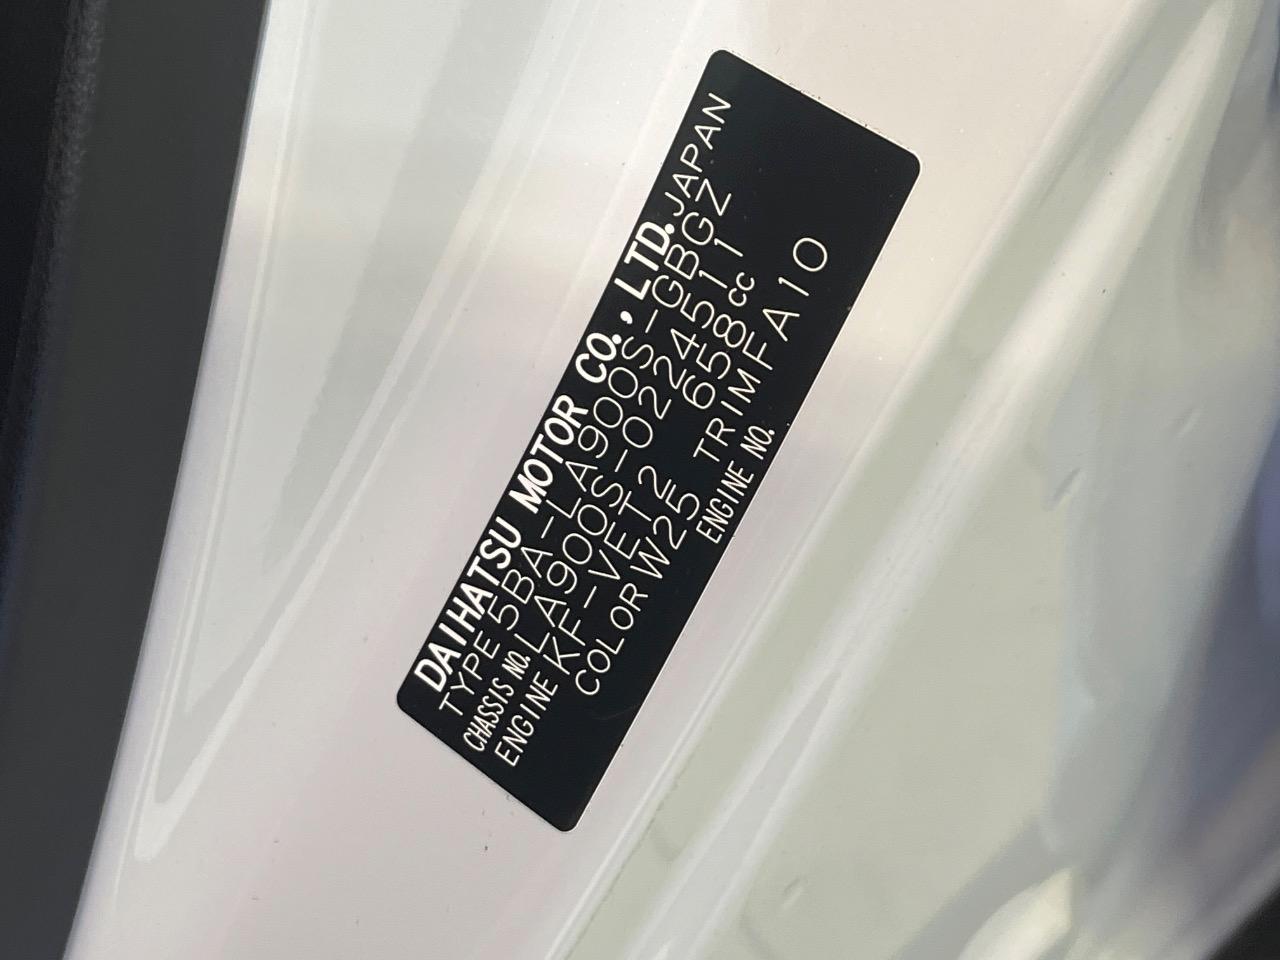 DAIHATSU MOTOR CO., LTD. JAPAN
TYPE 5BA-LA900S-GBGZ
CHASSIS NO. LA900S-0224511
ENGINE KF-VET2 658cc
COLOR W25 TRIM FA10
ENGINE NO.